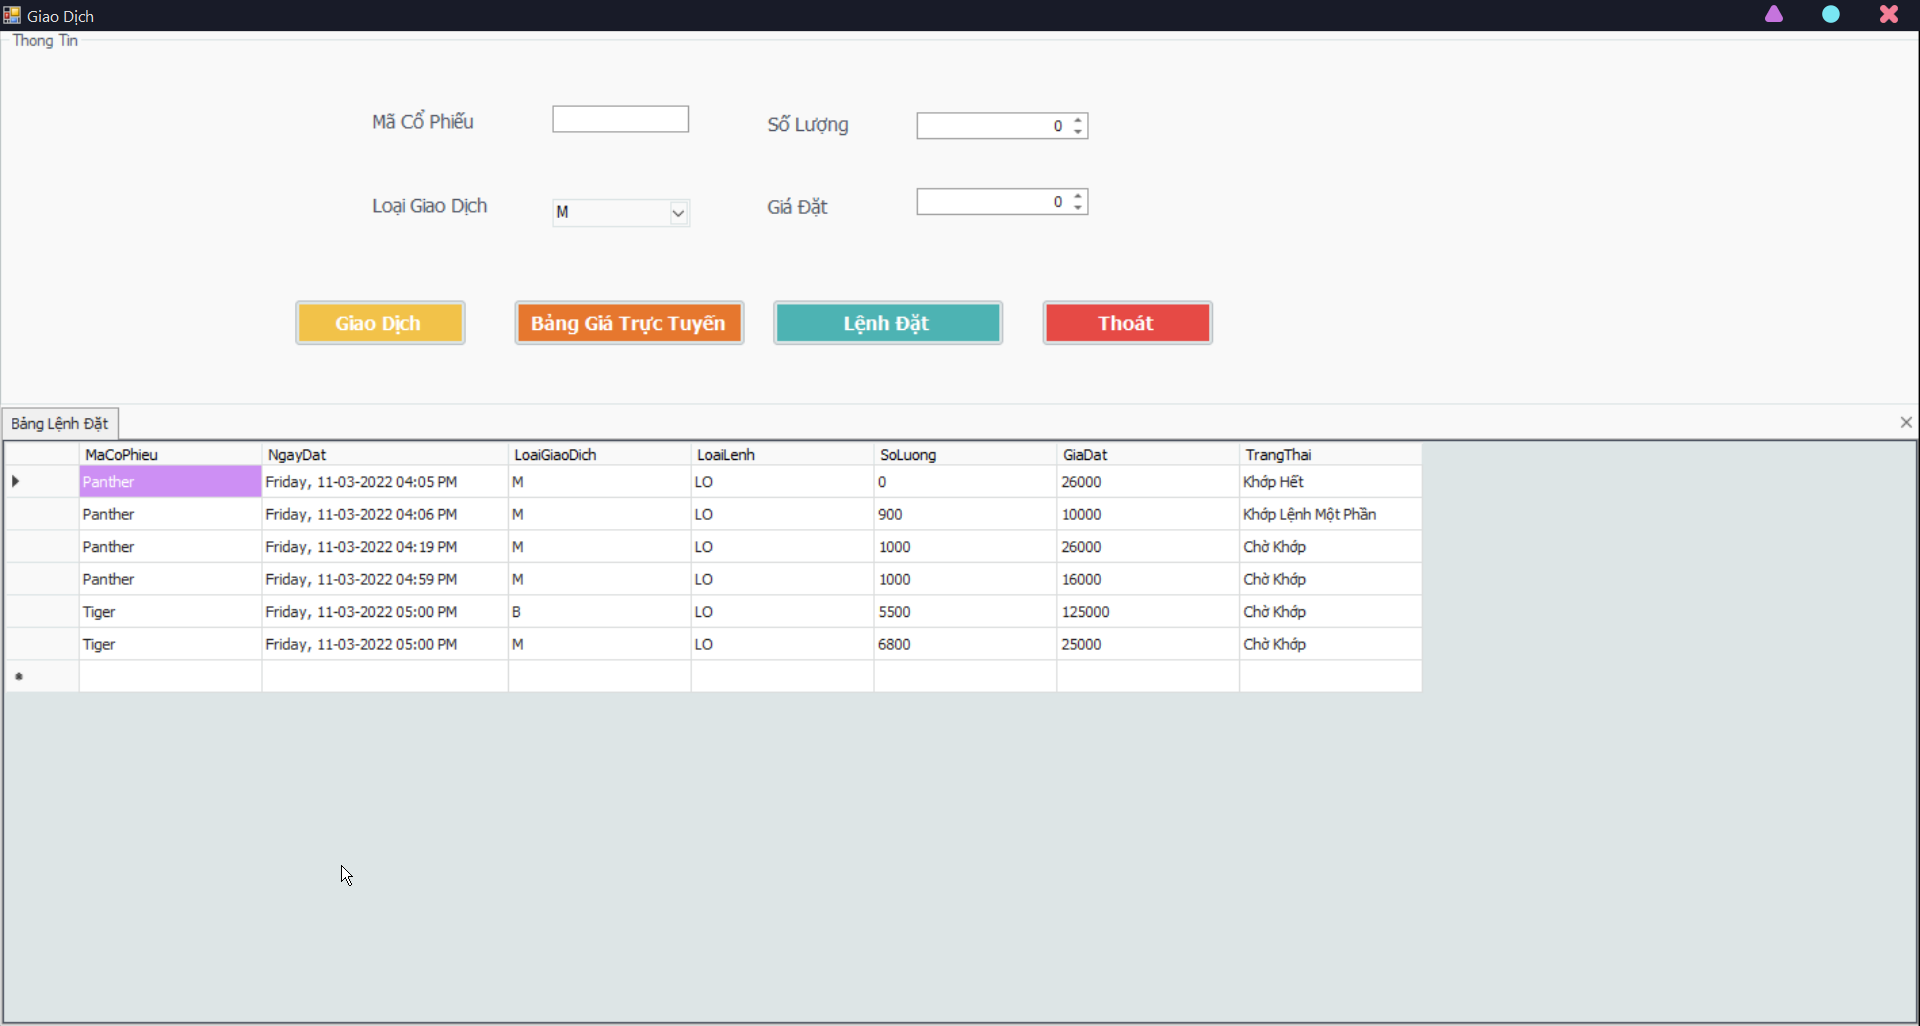 Giao Dịch
Thong Tin
Mã Cổ Phiếu
Số Lượng 0
Loại Giao Dịch M
Giá Đặt 0
Giao Dịch Bảng Giá Trực Tuyến Lệnh Đặt Thoát
Bảng Lệnh Đặt
MaCoPhieu NgayDat LoaiGiaoDich LoaiLenh SoLuong GiaDat TrangThai
Panther Friday, 11-03-2022 04:05 PM M LO 0 26000 Khớp Hết
Panther Friday, 11-03-2022 04:06 PM M LO 900 10000 Khớp Lệnh Một Phần
Panther Friday, 11-03-2022 04:19 PM M LO 1000 26000 Chờ Khớp
Panther Friday, 11-03-2022 04:59 PM M LO 1000 16000 Chờ Khớp
Tiger Friday, 11-03-2022 05:00 PM B LO 5500 125000 Chờ Khớp
Tiger Friday, 11-03-2022 05:00 PM M LO 6800 25000 Chờ Khớp